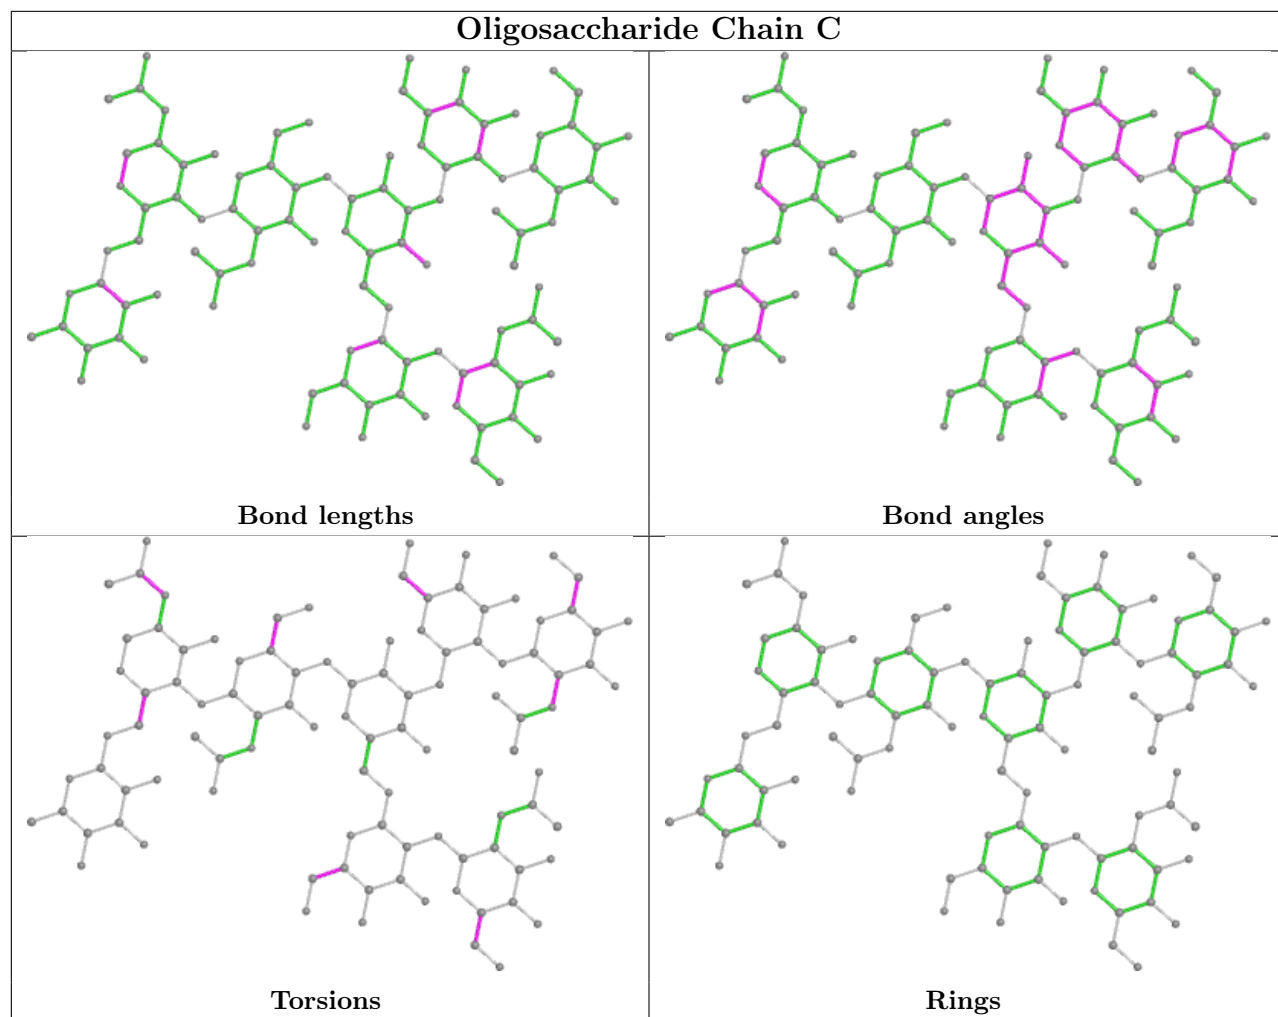 Oligosaccharide Chain C
Bond lengths
Bond angles
Torsions
Rings